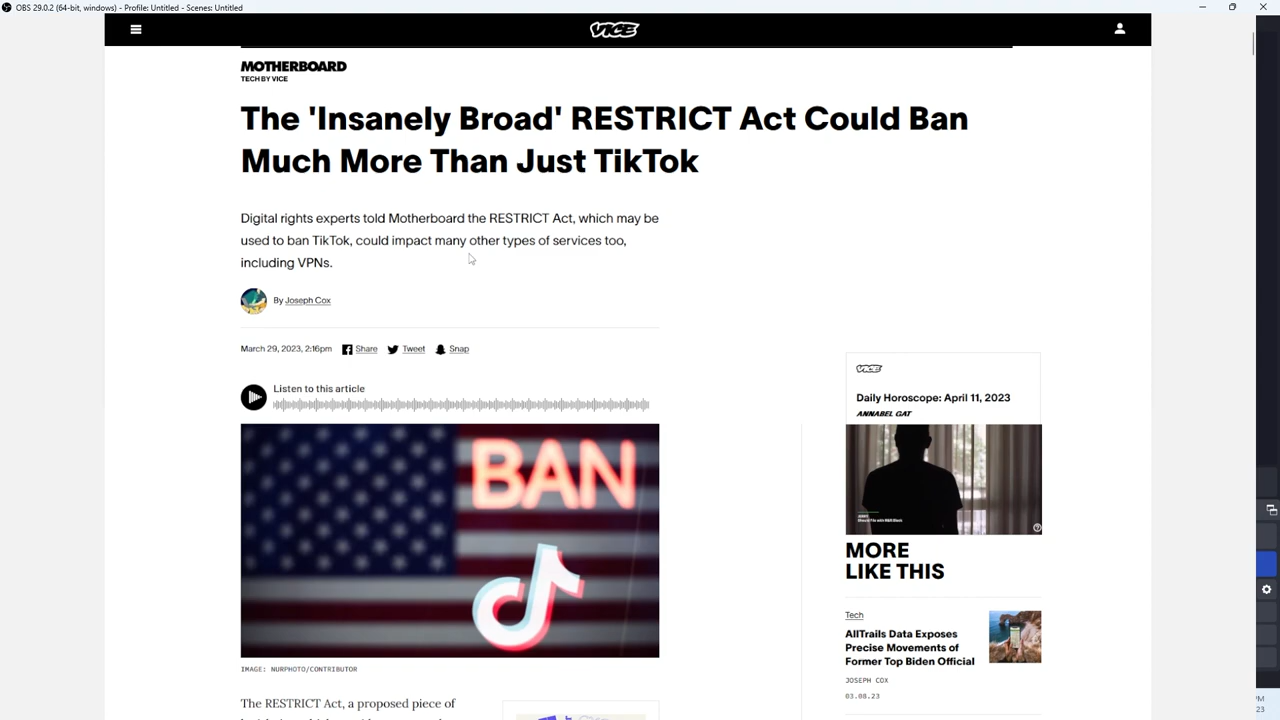 OBS 29.0.2 (64-bit, windows) - Profile: Untitled - Scenes: Untitled
VICE
MOTHERBOARD
TECH BY VICE
The 'Insanely Broad' RESTRICT Act Could Ban
Much More Than Just TikTok
Digital rights experts told Motherboard the RESTRICT Act, which may be
used to ban TikTok, could impact many other types of services too,
including VPNs.
By Joseph Cox
March 29, 2023, 2:16pm Share Tweet Snap
Listen to this article
BAN
IMAGE: NURPHOTO/CONTRIBUTOR
The RESTRICT Act, a proposed piece of
VICE
Daily Horoscope: April 11, 2023
ANNABEL GAT
MORE
LIKE THIS
Tech
AllTrails Data Exposes
Precise Movements of
Former Top Biden Official
JOSEPH COX
03.08.23